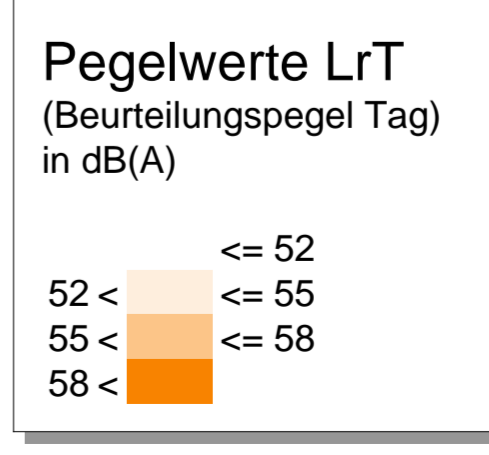 Pegelwerte LrT
(Beurteilungspegel Tag)
in dB(A)
<= 52
52 < <= 55
55 < <= 58
58 <